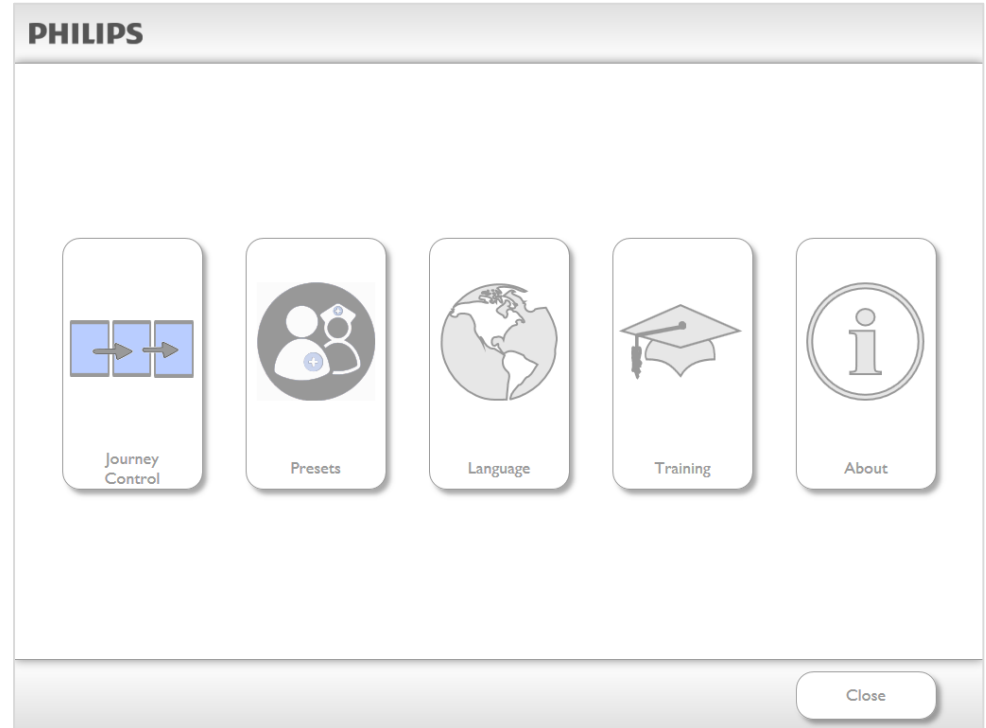 PHILIPS
Journey
Control
Presets
Language
Training
About
Close